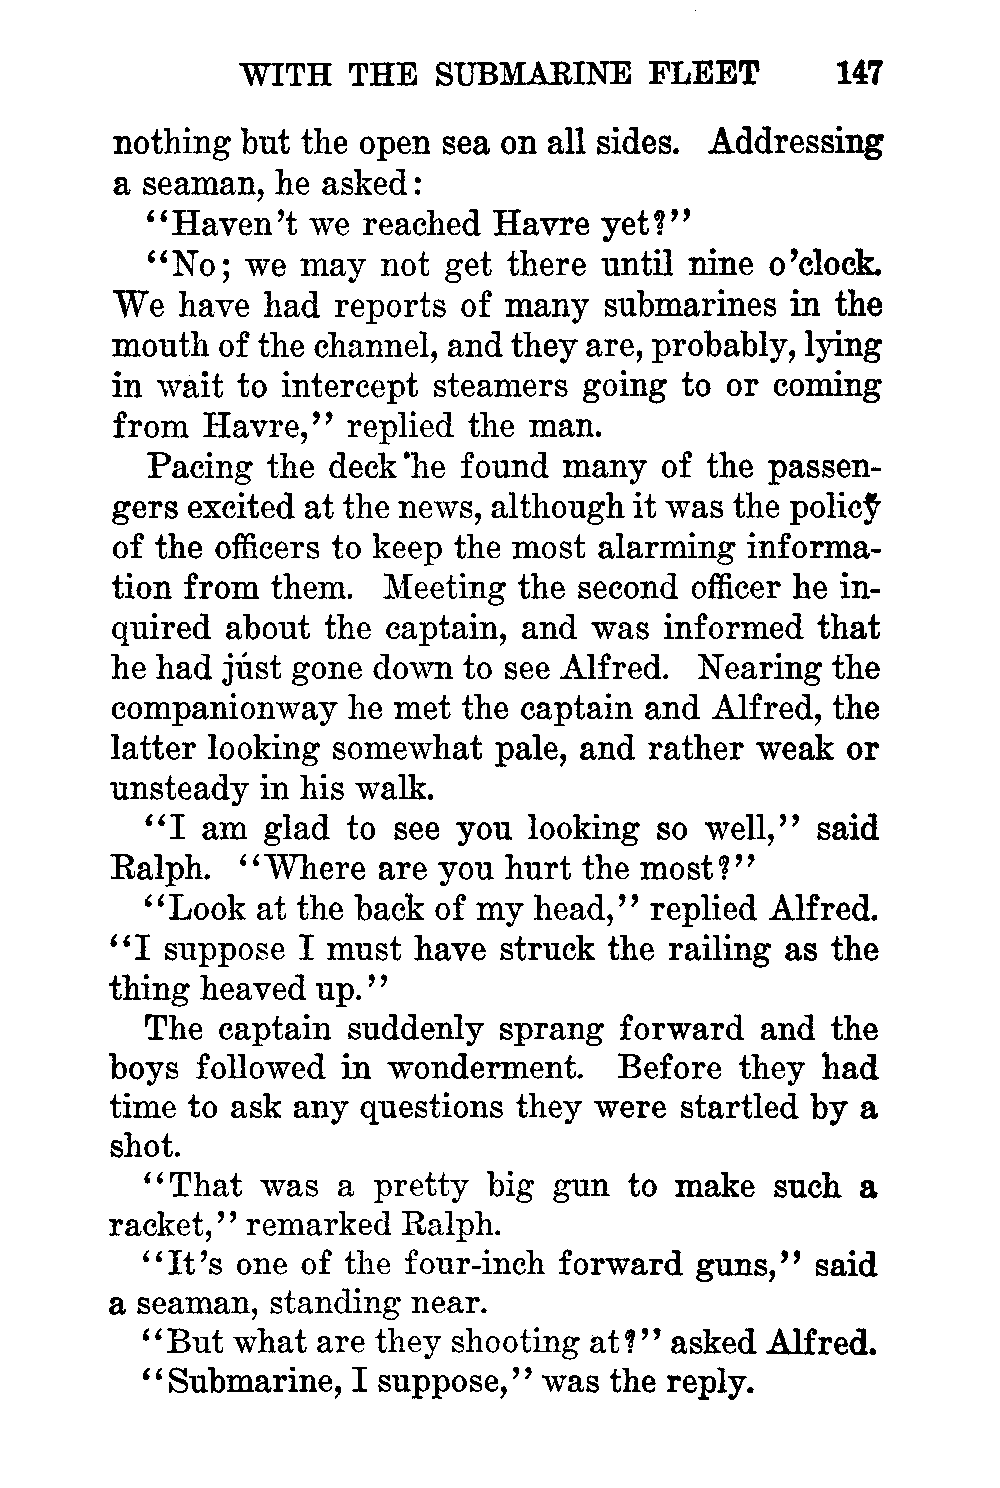 WITH THE SUBMARINE FLEET 147
nothing but the open sea on all sides. Addressing
a seaman, he asked:
"Haven't we reached Havre yet?"
"No; we may not get there until nine o'clock.
We have had reports of many submarines in the
mouth of the channel, and they are, probably, lying
in wait to intercept steamers going to or coming
from Havre," replied the man.
Pacing the deck he found many of the passen-
gers excited at the news, although it was the policy
of the officers to keep the most alarming informa-
tion from them. Meeting the second officer he in-
quired about the captain, and was informed that
he had just gone down to see Alfred. Nearing the
companionway he met the captain and Alfred, the
latter looking somewhat pale, and rather weak or
unsteady in his walk.
"I am glad to see you looking so well," said
Ralph. "Where are you hurt the most?"
"Look at the back of my head," replied Alfred.
"I suppose I must have struck the railing as the
thing heaved up."
The captain suddenly sprang forward and the
boys followed in wonderment. Before they had
time to ask any questions they were startled by a
shot.
"That was a pretty big gun to make such a
racket," remarked Ralph.
"It's one of the four-inch forward guns," said
a seaman, standing near.
"But what are they shooting at?" asked Alfred.
"Submarine, I suppose," was the reply.